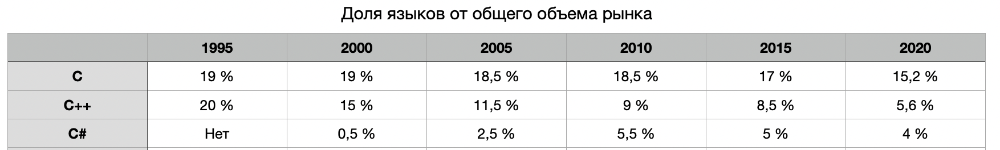 Доля языков от общего объема рынка
1995 2000 2005 2010 2015 2020
C 19 % 19 % 18,5 % 18,5 % 17 % 15,2 %
C++ 20 % 15 % 11,5 % 9 % 8,5 % 5,6 %
C# Нет 0,5 % 2,5 % 5,5 % 5 % 4 %